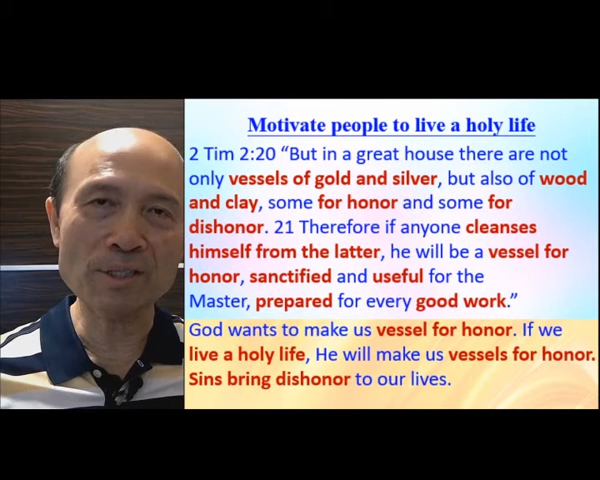 Motivate people to live a holy life
2 Tim 2:20 “But in a great house there are not
only vessels of gold and silver, but also of wood
and clay, some for honor and some for
dishonor. 21 Therefore if anyone cleanses
himself from the latter, he will be a vessel for
honor, sanctified and useful for the
Master, prepared for every good work.”
God wants to make us vessel for honor. If we
live a holy life, He will make us vessels for honor.
Sins bring dishonor to our lives.